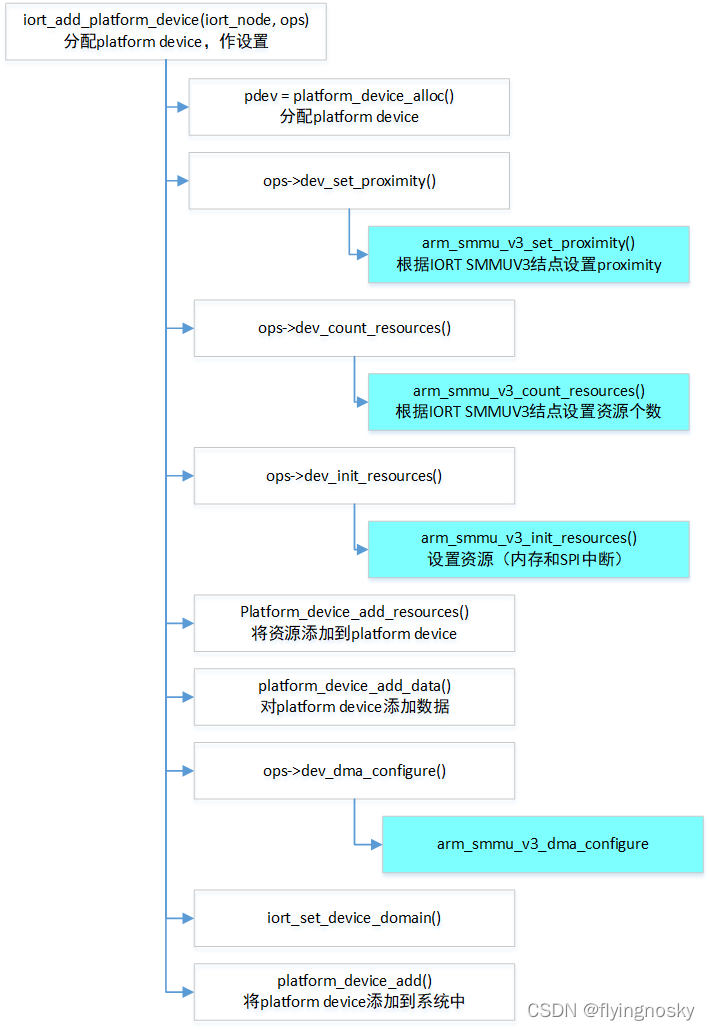 iort_add_platform_device(iort_node, ops)
分配platform device，作设置
pdev = platform_device_alloc()
分配platform device
ops->dev_set_proximity()
arm_smmu_v3_set_proximity()
根据IORT SMMUV3结点设置proximity
ops->dev_count_resources()
arm_smmu_v3_count_resources()
根据IORT SMMUV3结点设置资源个数
ops->dev_init_resources()
arm_smmu_v3_init_resources()
设置资源（内存和SPI中断）
Platform_device_add_resources()
将资源添加到platform device
platform_device_add_data()
对platform device添加数据
ops->dev_dma_configure()
arm_smmu_v3_dma_configure
iort_set_device_domain()
platform_device_add()
将platform device添加到系统中
CSDN @flyingnosky